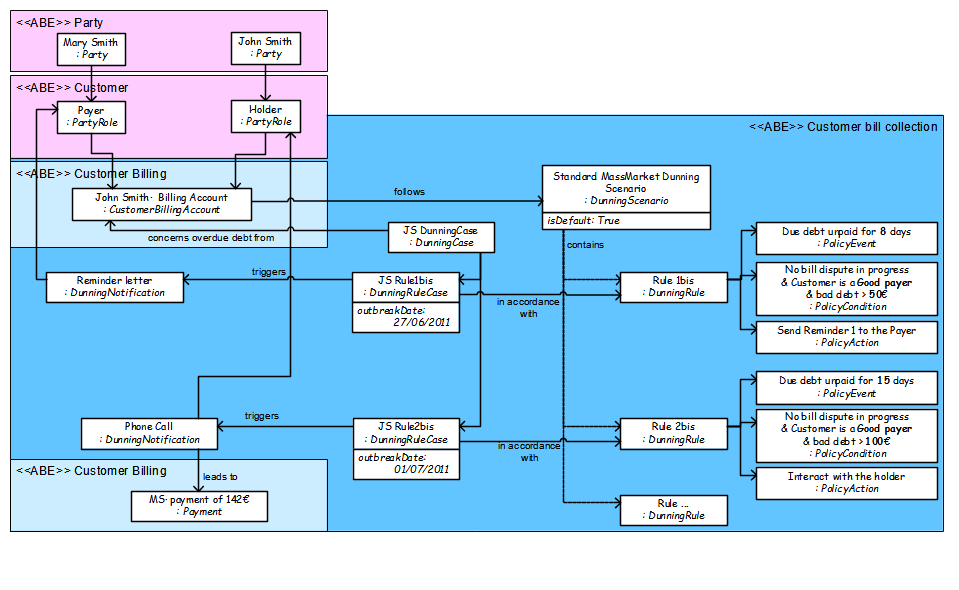 <<ABE>> Party
Mary Smith
: Party
John Smith
: Party
<<ABE>> Customer
Payer
: PartyRole
Holder
: PartyRole
<<ABE>> Customer bill collection
<<ABE>> Customer Billing
John Smith- Billing Account
: CustomerBillingAccount
follows
Standard MassMarket Dunning
Scenario
: DunningScenario
isDefault: True
concerns overdue debt from
JS DunningCase
: DunningCase
contains
Due debt unpaid for 8 days
: PolicyEvent
Reminder letter
: DunningNotification
triggers
JS Rule1bis
: DunningRuleCase
outbreakDate:
27/06/2011
in accordance
with
Rule 1bis
: DunningRule
No bill dispute in progress
& Customer is a Good payer
& bad debt > 50€
: PolicyCondition
Send Reminder 1 to the Payer
: PolicyAction
Due debt unpaid for 15 days
: PolicyEvent
Phone Call
: DunningNotification
triggers
JS Rule2bis
: DunningRuleCase
outbreakDate:
01/07/2011
in accordance
with
Rule 2bis
: DunningRule
No bill dispute in progress
& Customer is a Good payer
& bad debt > 100€
: PolicyCondition
Interact with the holder
: PolicyAction
<<ABE>> Customer Billing
leads to
MS- payment of 142€
: Payment
Rule ...
: DunningRule